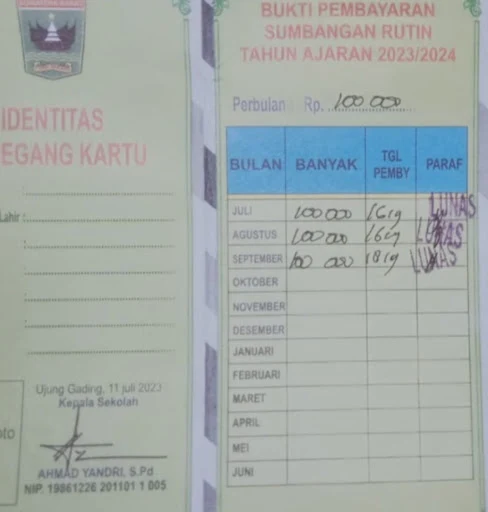 SUMATERA BARAT
IDENTITAS
EGANG KARTU
Lahir :
oto
Ujung Gading, 11 juli 2023
Kepala Sekolah
AHMAD YANDRI, S.Pd
NIP. 19861226 201101 1 005
BUKTI PEMBAYARAN
SUMBANGAN RUTIN
TAHUN AJARAN 2023/2024
Perbulan : Rp. 100 000
BULAN BANYAK TGL PEMBY PARAF
JULI 100 000 16/9 LUNAS
AGUSTUS 100 000 16/9 LUNAS
SEPTEMBER 100 000 18/9 LUNAS
OKTOBER
NOVEMBER
DESEMBER
JANUARI
FEBRUARI
MARET
APRIL
MEI
JUNI